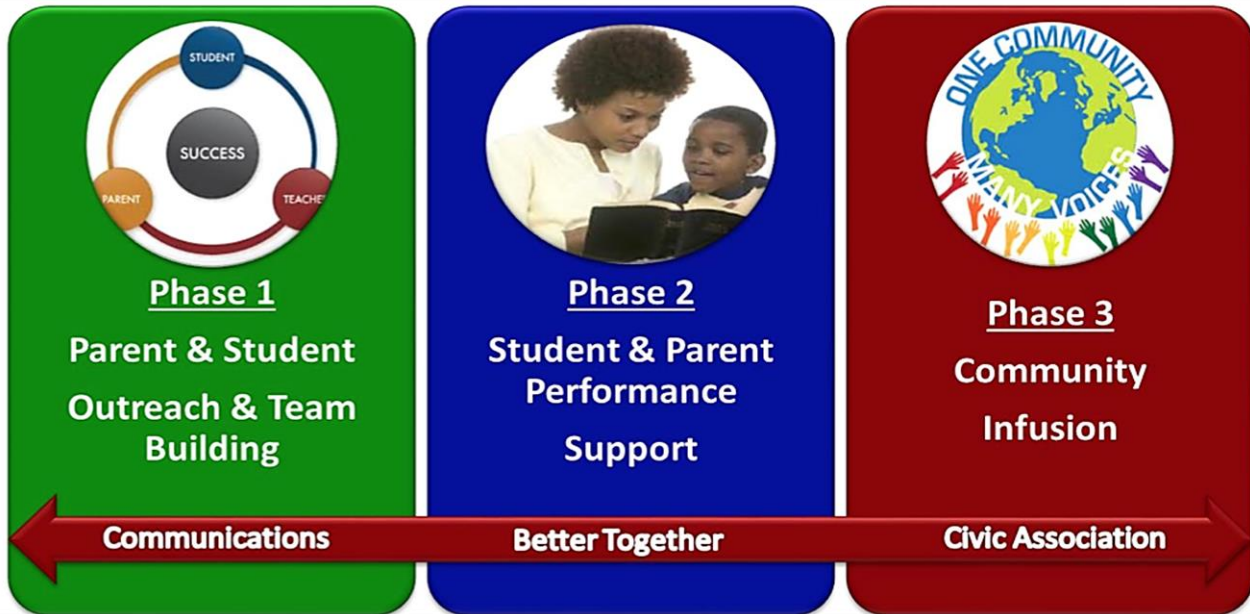 STUDENT
SUCCESS
PARENT
TEACHE
Phase 1
Parent & Student
Outreach & Team
Building
Communications
Phase 2
Student & Parent
Performance
Support
Better Together
ONE COMMUNITY
MANY VOICES
Phase 3
Community
Infusion
Civic Association